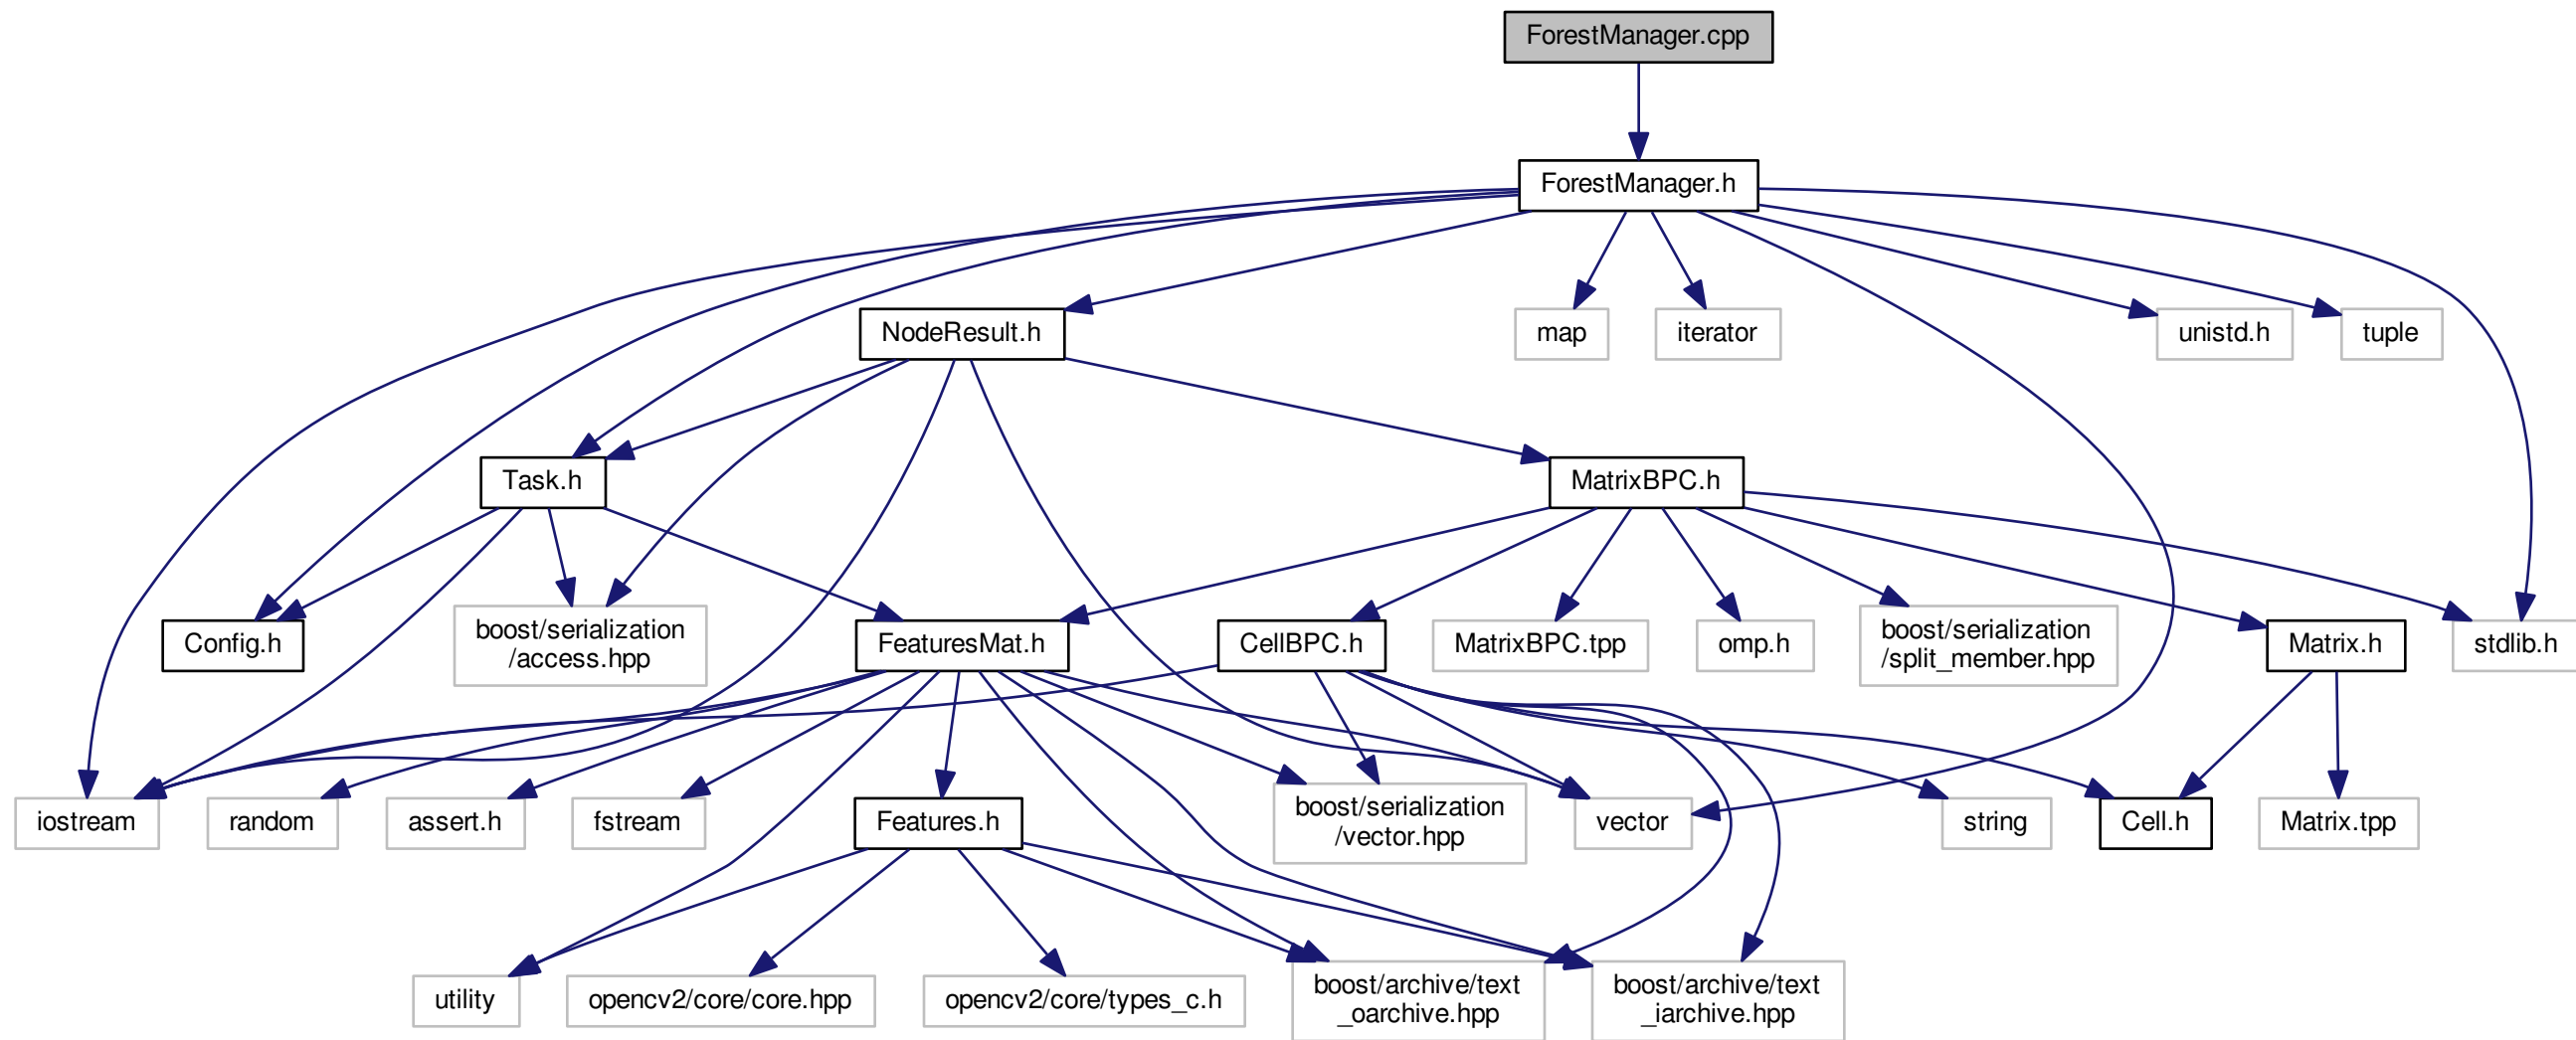 ForestManager.cpp
ForestManager.h
NodeResult.h
map
iterator
unistd.h
tuple
Task.h
MatrixBPC.h
Config.h
boost/serialization
/access.hpp
FeaturesMat.h
CellBPC.h
MatrixBPC.tpp
omp.h
boost/serialization
/split_member.hpp
Matrix.h
stdlib.h
iostream
random
assert.h
fstream
Features.h
boost/serialization
/vector.hpp
vector
string
Cell.h
Matrix.tpp
utility
opencv2/core/core.hpp
opencv2/core/types_c.h
boost/archive/text
_oarchive.hpp
boost/archive/text
_iarchive.hpp